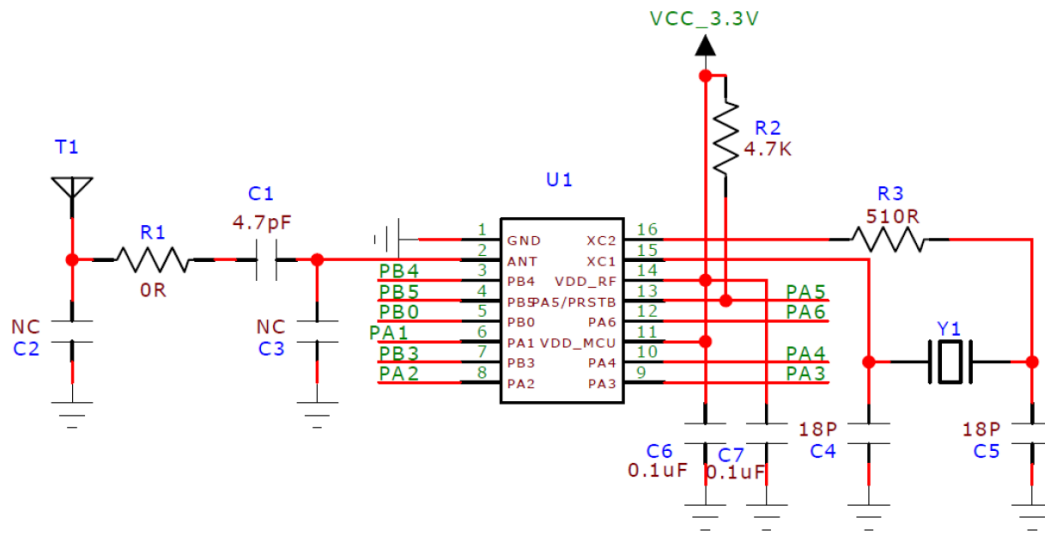 VCC_3.3V
T1
R2
4.7K
C1
4.7pF
U1
R3
510R
R1
0R
1 GND XC2 16
2 ANT XC1 15
PB4 3 PB4 VDD_RF 14
PB5 4 PB5 PA5/PRSTB 13 PA5
PB0 5 PB0 PA6 12 PA6
PA1 6 PA1 VDD_MCU 11
PB3 7 PB3 PA4 10 PA4
PA2 8 PA2 PA3 9 PA3
NC
C2
NC
C3
Y1
C6
0.1uF
C7
0.1uF
18P
C4
18P
C5